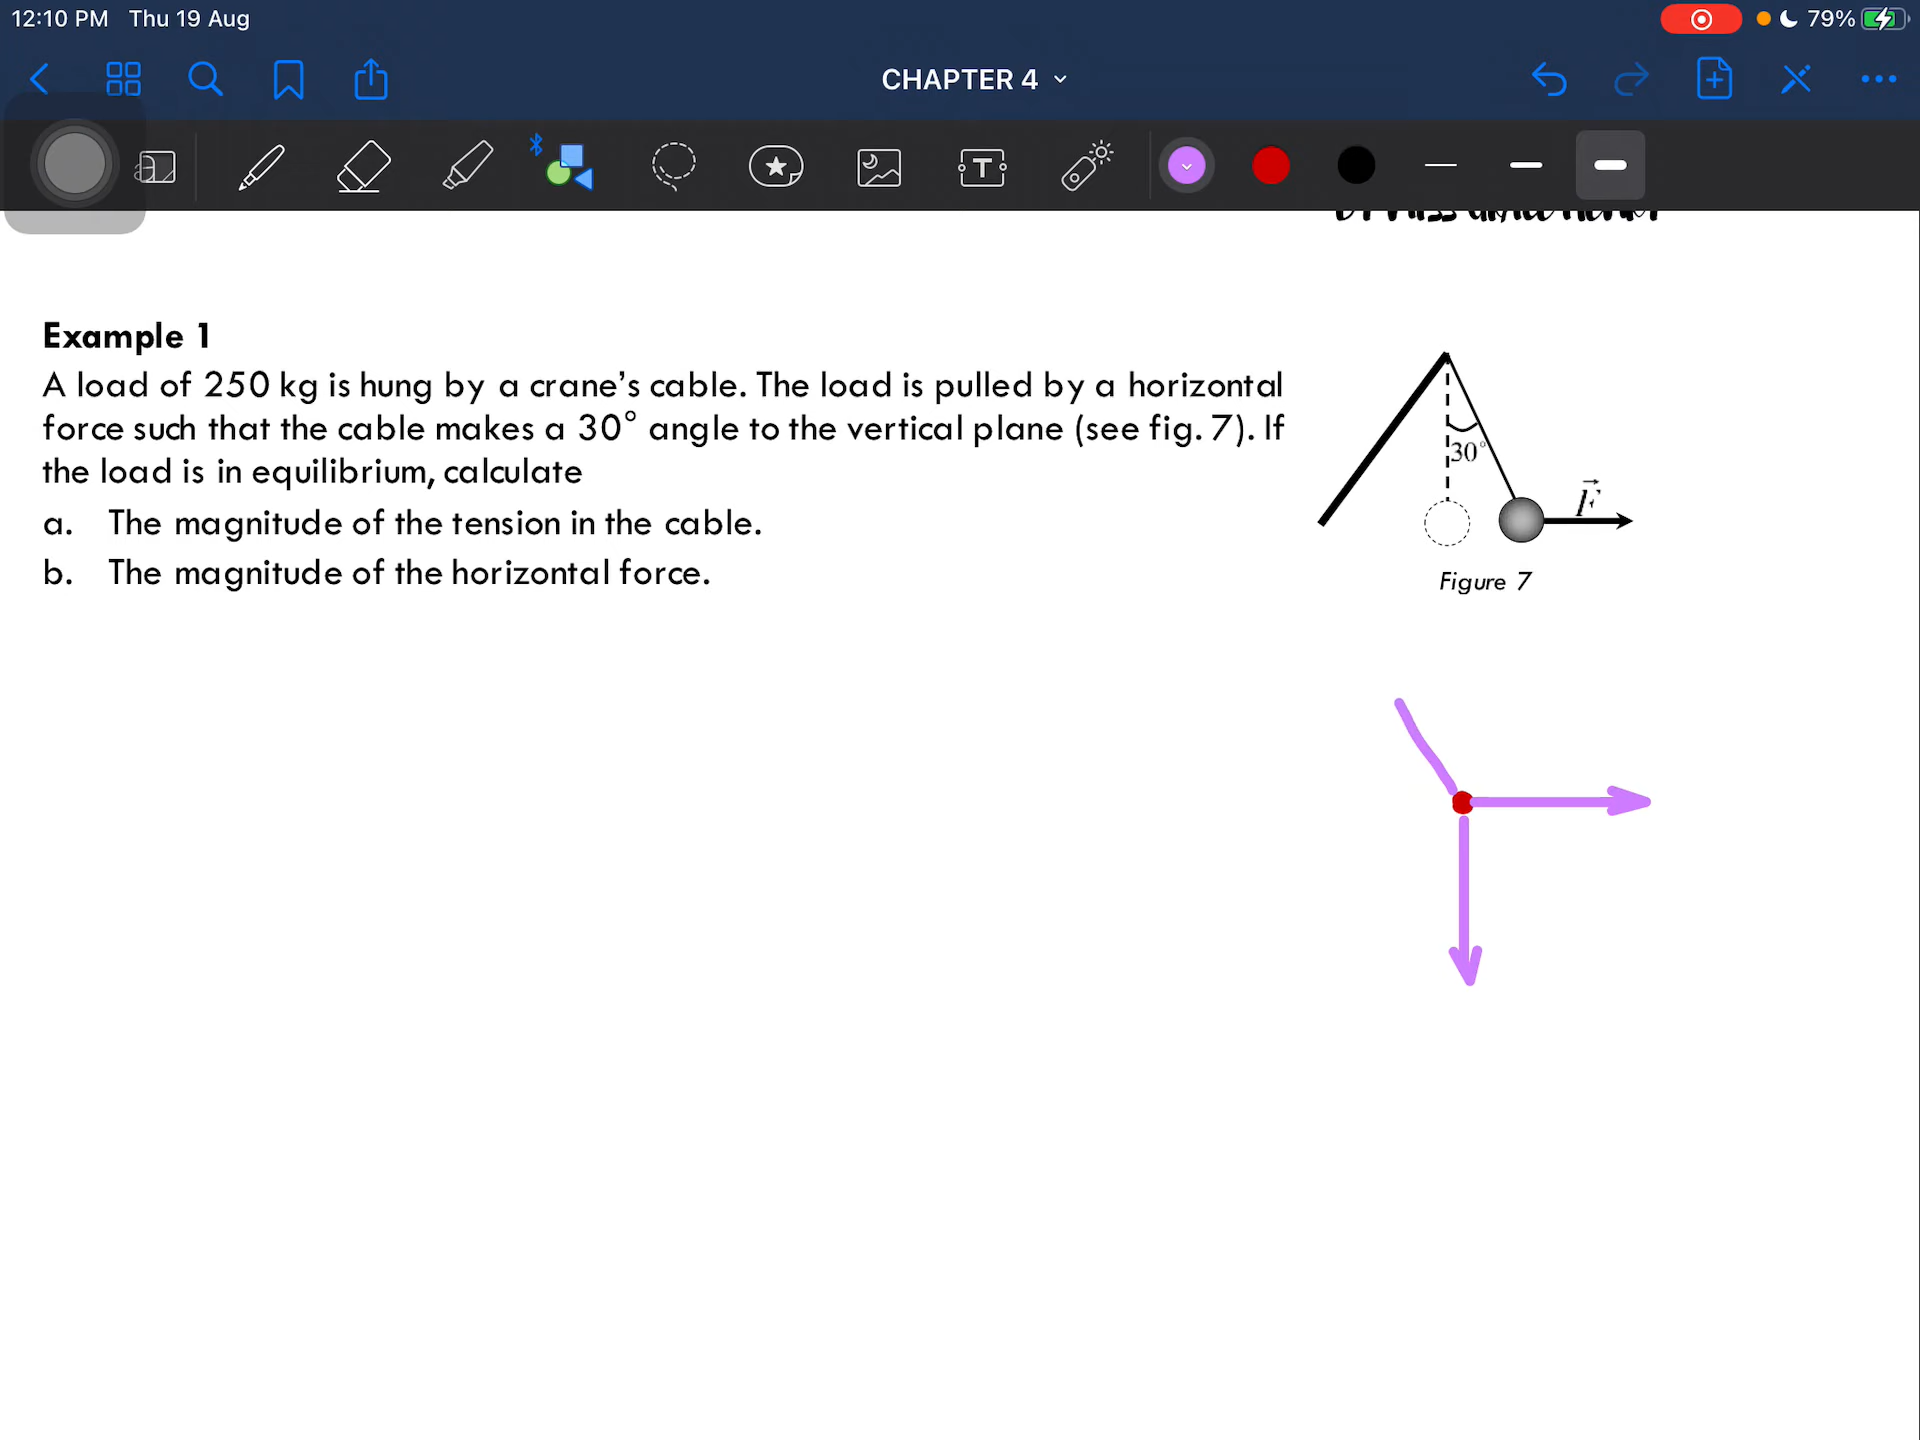 12:10 PM Thu 19 Aug
79%
CHAPTER 4
T
Example 1
A load of 250 kg is hung by a crane's cable. The load is pulled by a horizontal
force such that the cable makes a 30° angle to the vertical plane (see fig. 7). If
the load is in equilibrium, calculate
a. The magnitude of the tension in the cable.
b. The magnitude of the horizontal force.
30°
F
Figure 7